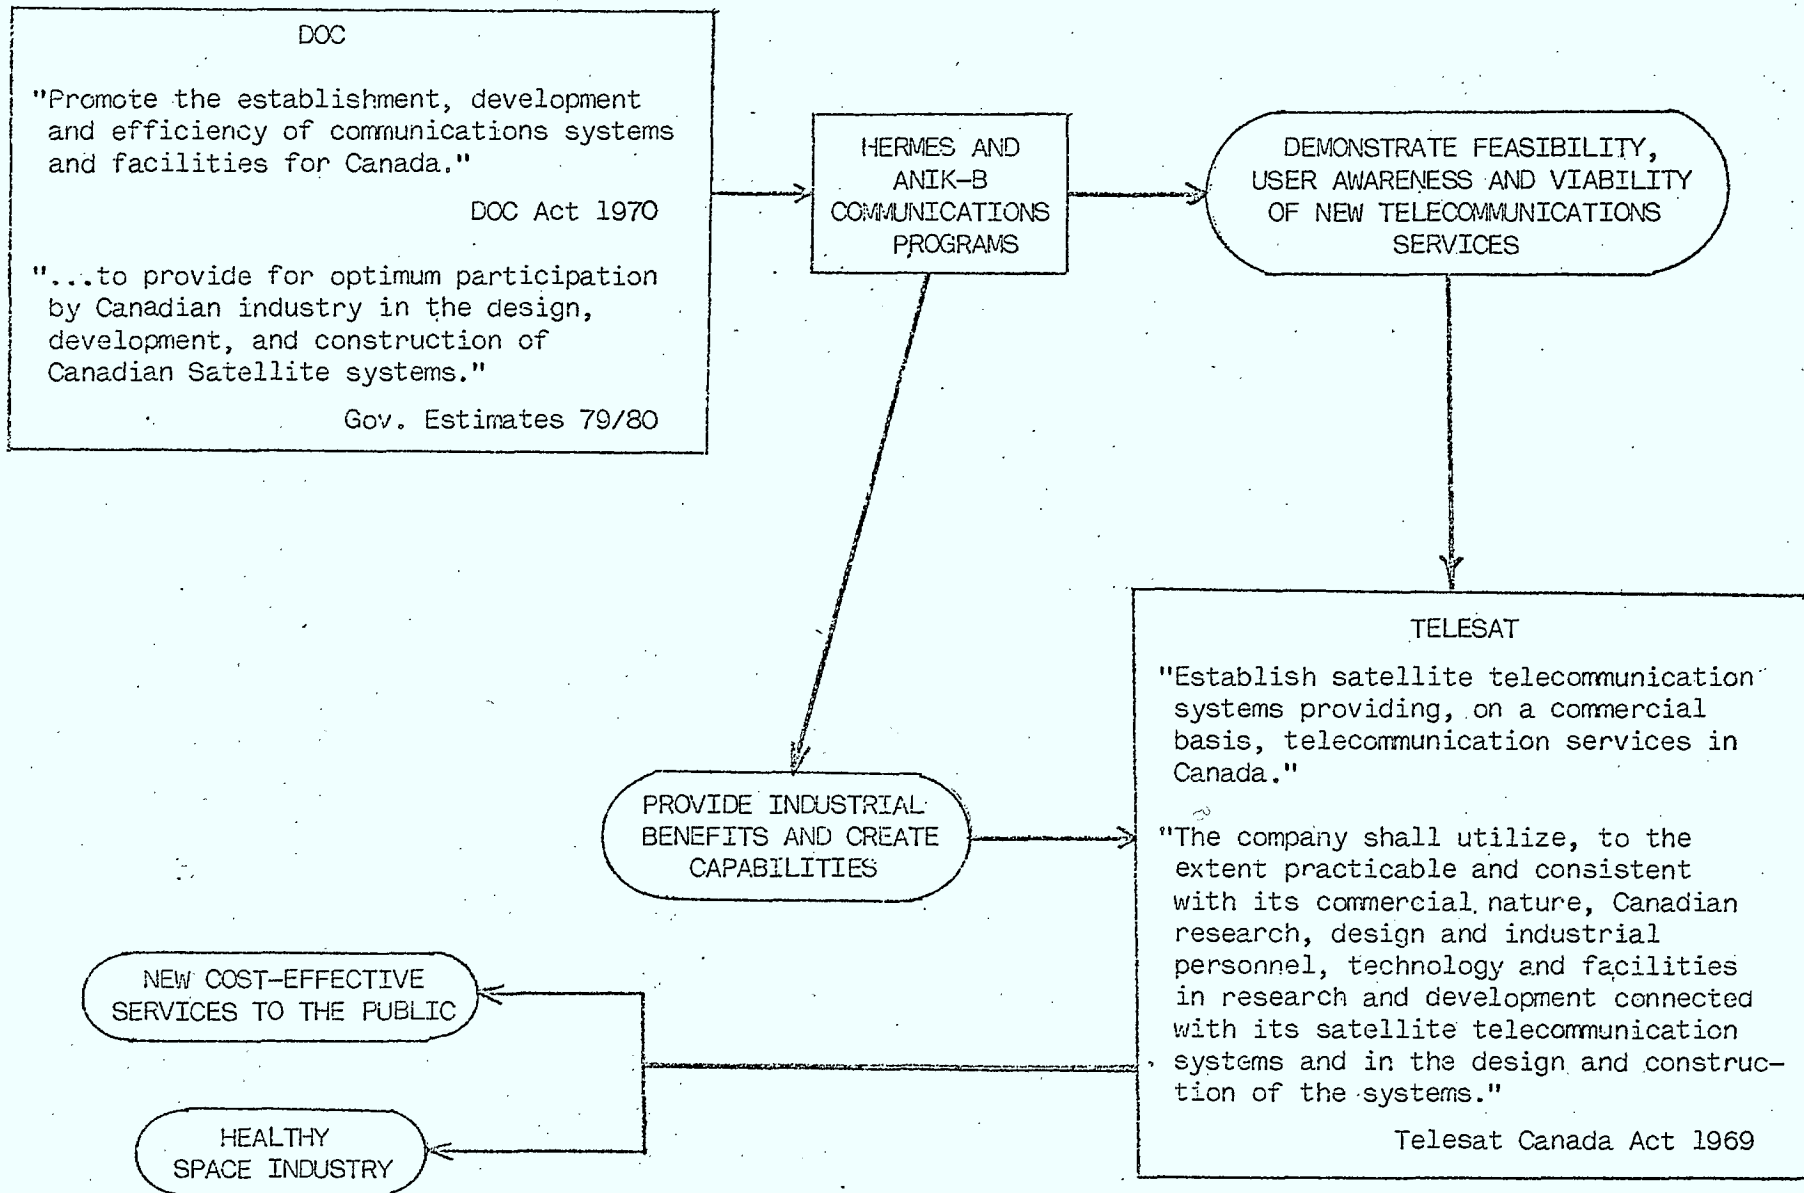 DOC
"Promote the establishment, development
and efficiency of communications systems
and facilities for Canada."
DOC Act 1970
"...to provide for optimum participation
by Canadian industry in the design,
development, and construction of
Canadian Satellite systems."
Gov. Estimates 79/80
HERMES AND
ANIK-B
COMMUNICATIONS
PROGRAMS
DEMONSTRATE FEASIBILITY,
USER AWARENESS AND VIABILITY
OF NEW TELECOMMUNICATIONS
SERVICES
TELESAT
"Establish satellite telecommunication
systems providing, on a commercial
basis, telecommunication services in
Canada."
"The company shall utilize, to the
extent practicable and consistent
with its commercial nature, Canadian
research, design and industrial
personnel, technology and facilities
in research and development connected
with its satellite telecommunication
systems and in the design and construc-
tion of the systems."
Telesat Canada Act 1969
PROVIDE INDUSTRIAL
BENEFITS AND CREATE
CAPABILITIES
NEW COST-EFFECTIVE
SERVICES TO THE PUBLIC
HEALTHY
SPACE INDUSTRY